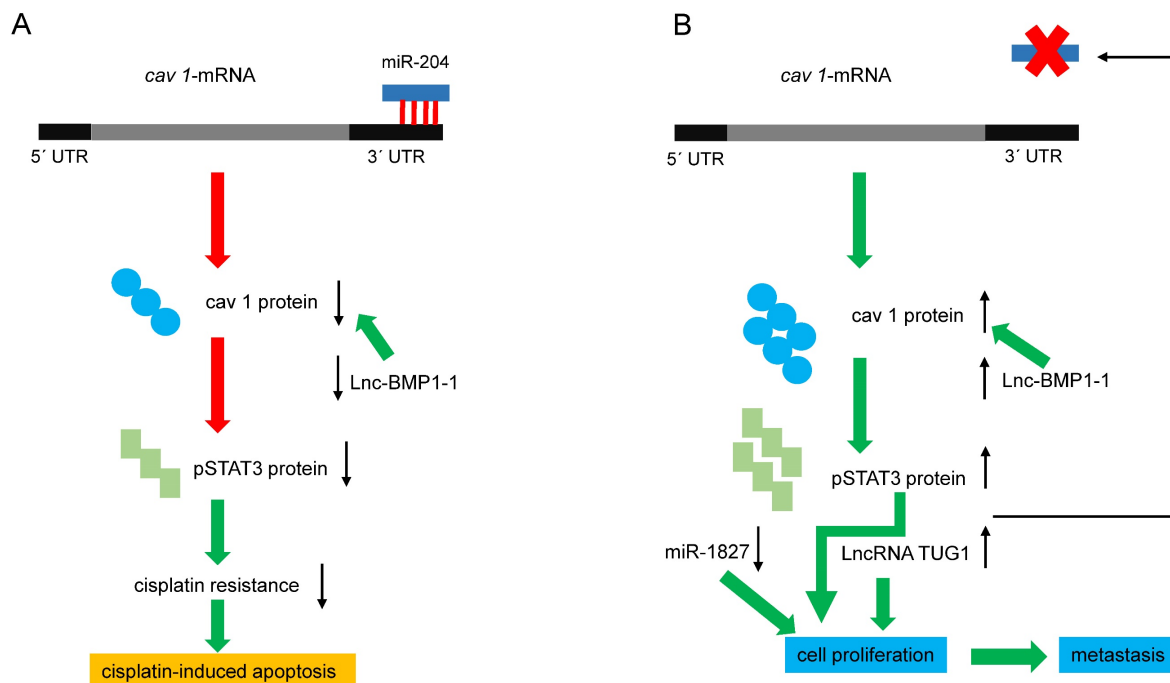 A
miR-204
cav 1-mRNA
5´ UTR
3´ UTR
cav 1 protein
Lnc-BMP1-1
pSTAT3 protein
cisplatin resistance
cisplatin-induced apoptosis
B
cav 1-mRNA
5´ UTR
3´ UTR
cav 1 protein
Lnc-BMP1-1
pSTAT3 protein
miR-1827
LncRNA TUG1
cell proliferation
metastasis